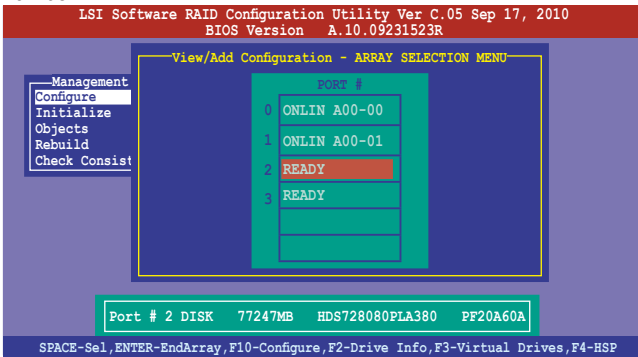 LSI Software RAID Configuration Utility Ver C.05 Sep 17, 2010
BIOS Version A.10.09231523R
View/Add Configuration - ARRAY SELECTION MENU
Management
Configure
Initialize
Objects
Rebuild
Check Consist
PORT #
0 ONLIN A00-00
1 ONLIN A00-01
2 READY
3 READY
Port # 2 DISK 77247MB HDS728080PLA380 PF20A60A
SPACE-Sel,ENTER-EndArray,F10-Configure,F2-Drive Info,F3-Virtual Drives,F4-HSP